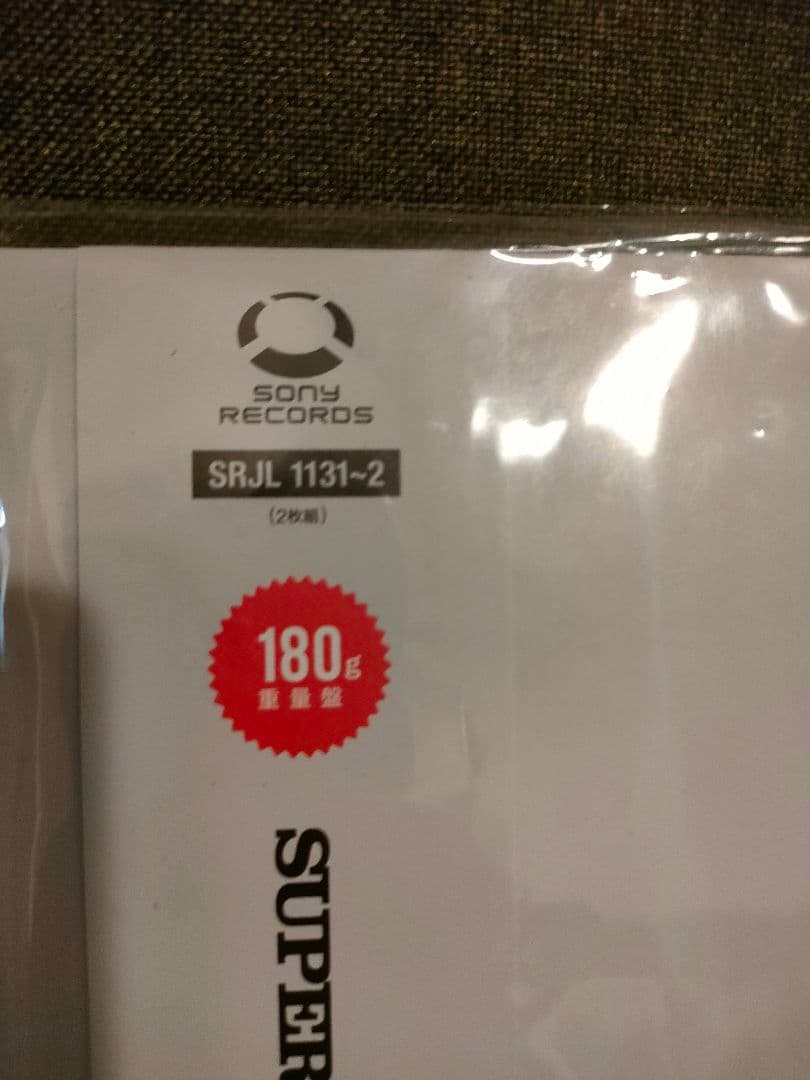 SONY
RECORDS
SRJL 1131~2
(2枚組)
180g
重量盤
SUPER